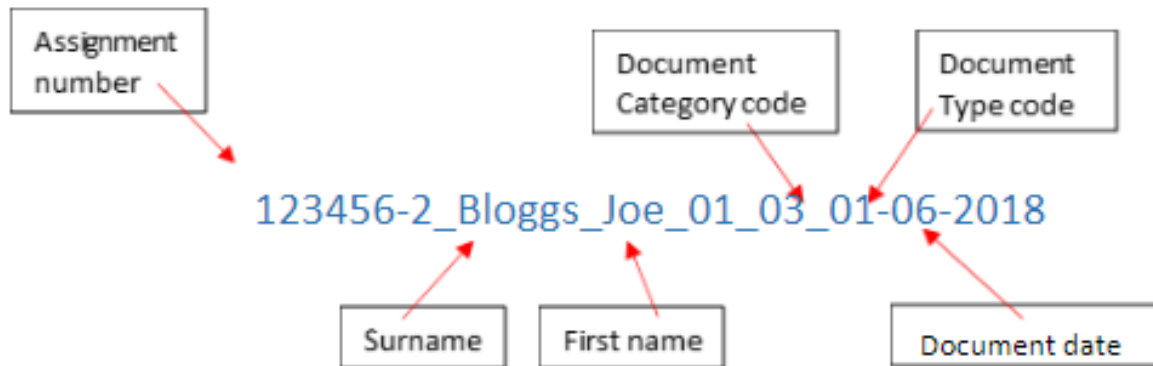 Assignment
number
Document
Category code
Document
Type code
123456-2_Bloggs_Joe_01_03_01-06-2018
Surname
First name
Document date